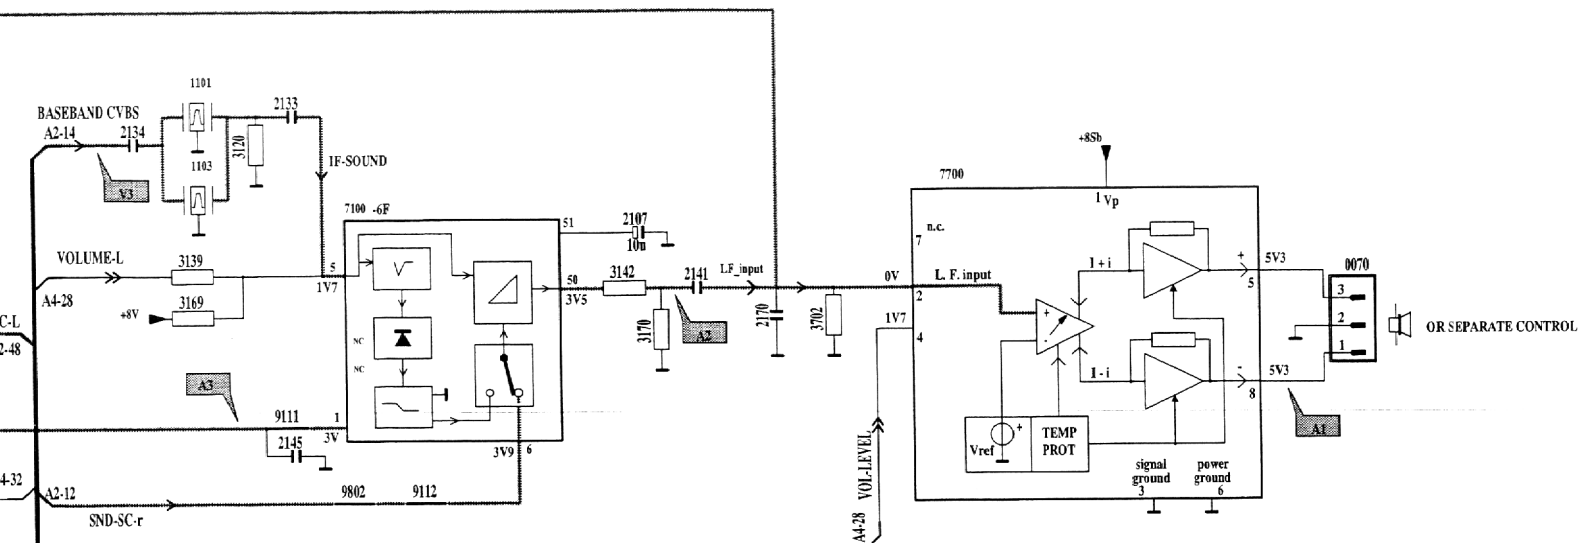 1101
BASEBAND CVBS
A2-14
2134
2133
3120
1103
V3
IF-SOUND
VOLUME-L
3139
A4-28
+8V
3169
C-L
2-48
7100 -6F
5
1V7
51
2107
10n
50
3V5
3142
2141
LF_input
3170
A2
2170
3702
NC
NC
A3
9111
1
3V
2145
3V9
6
4-32
A2-12
SND-SC-r
9802
9112
+8Sb
7700
1 Vp
7 n.c.
0V
2
L. F. input
1V7
4
I + i
I - i
+
-
+
-
5V3
5
5V3
8
0070
3
2
1
OR SEPARATE CONTROL
A1
Vref
+
TEMP
PROT
signal
ground
3
power
ground
6
VOL-LEVEL
A4-28